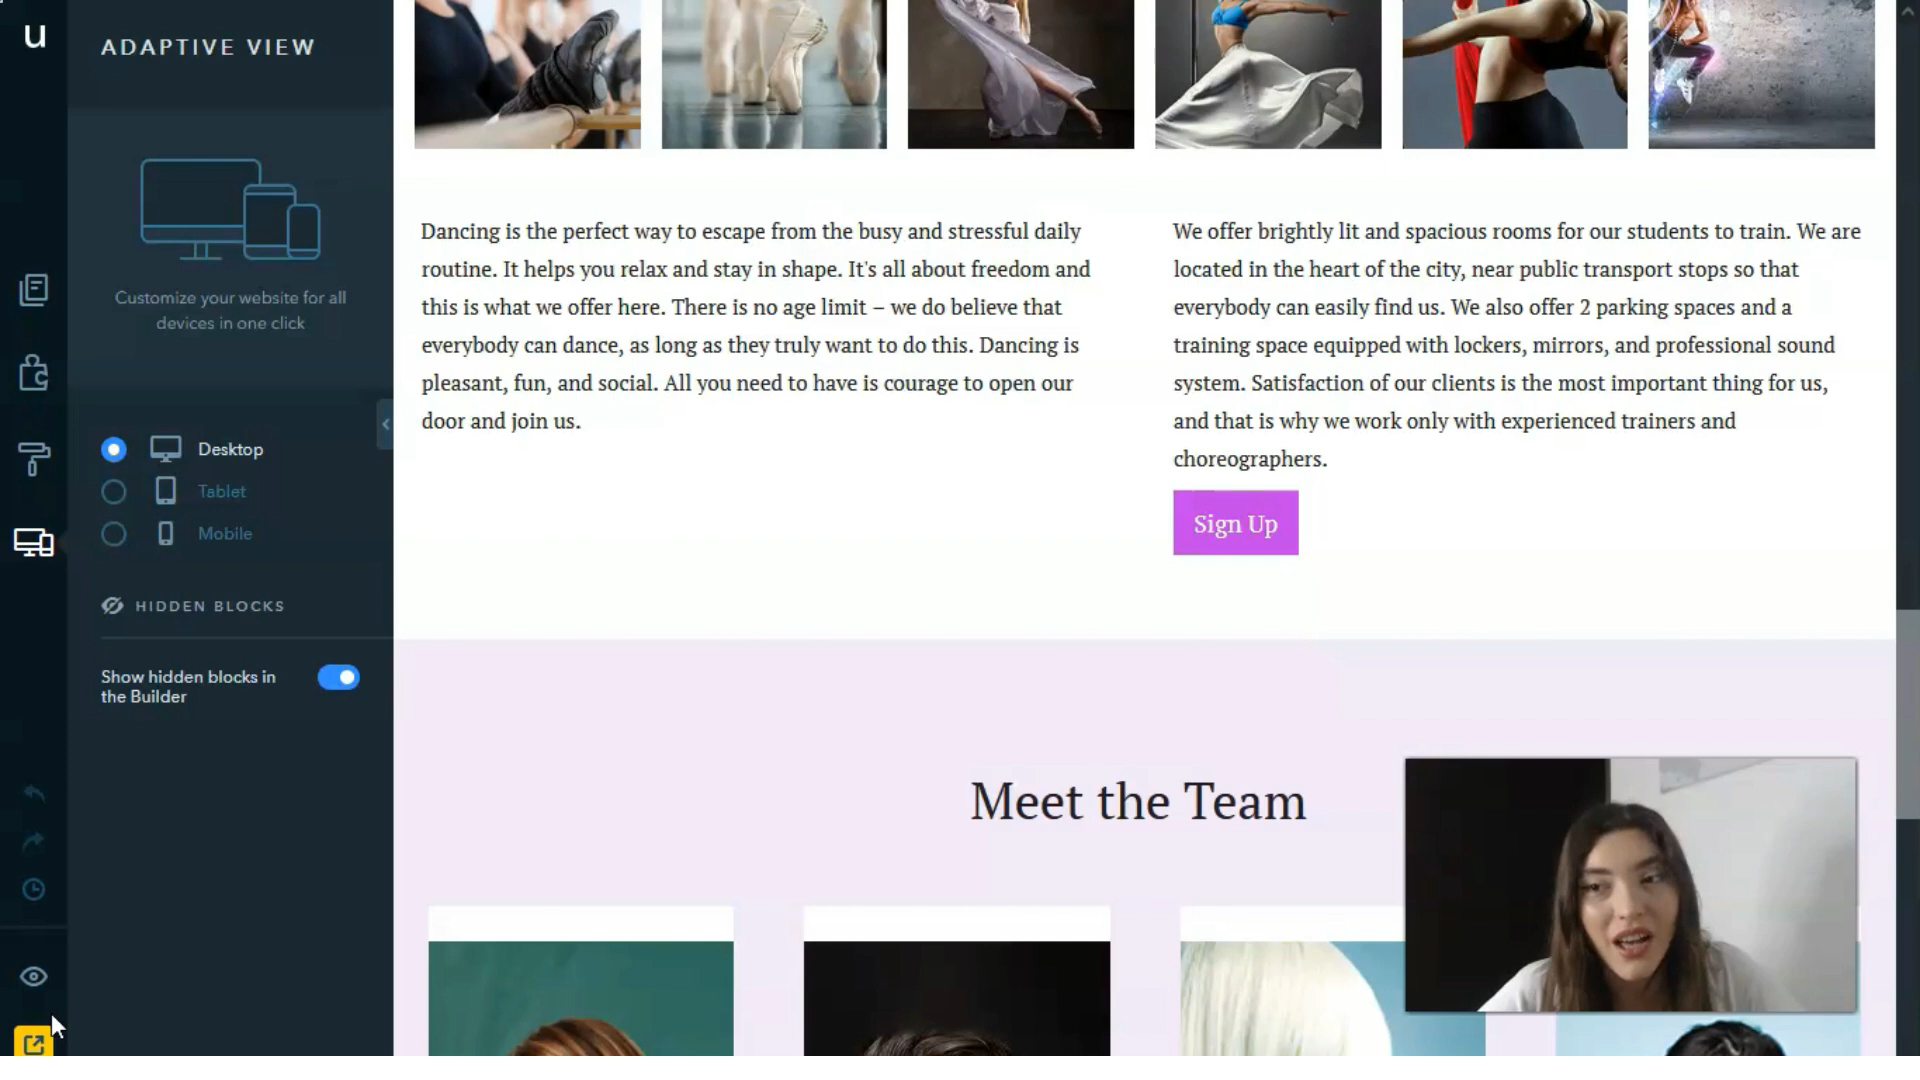 u
ADAPTIVE VIEW
Customize your website for all
devices in one click
Desktop
Tablet
Mobile
HIDDEN BLOCKS
Show hidden blocks in
the Builder
Dancing is the perfect way to escape from the busy and stressful daily
routine. It helps you relax and stay in shape. It's all about freedom and
this is what we offer here. There is no age limit – we do believe that
everybody can dance, as long as they truly want to do this. Dancing is
pleasant, fun, and social. All you need to have is courage to open our
door and join us.
We offer brightly lit and spacious rooms for our students to train. We are
located in the heart of the city, near public transport stops so that
everybody can easily find us. We also offer 2 parking spaces and a
training space equipped with lockers, mirrors, and professional sound
system. Satisfaction of our clients is the most important thing for us,
and that is why we work only with experienced trainers and
choreographers.
Sign Up
Meet the Team